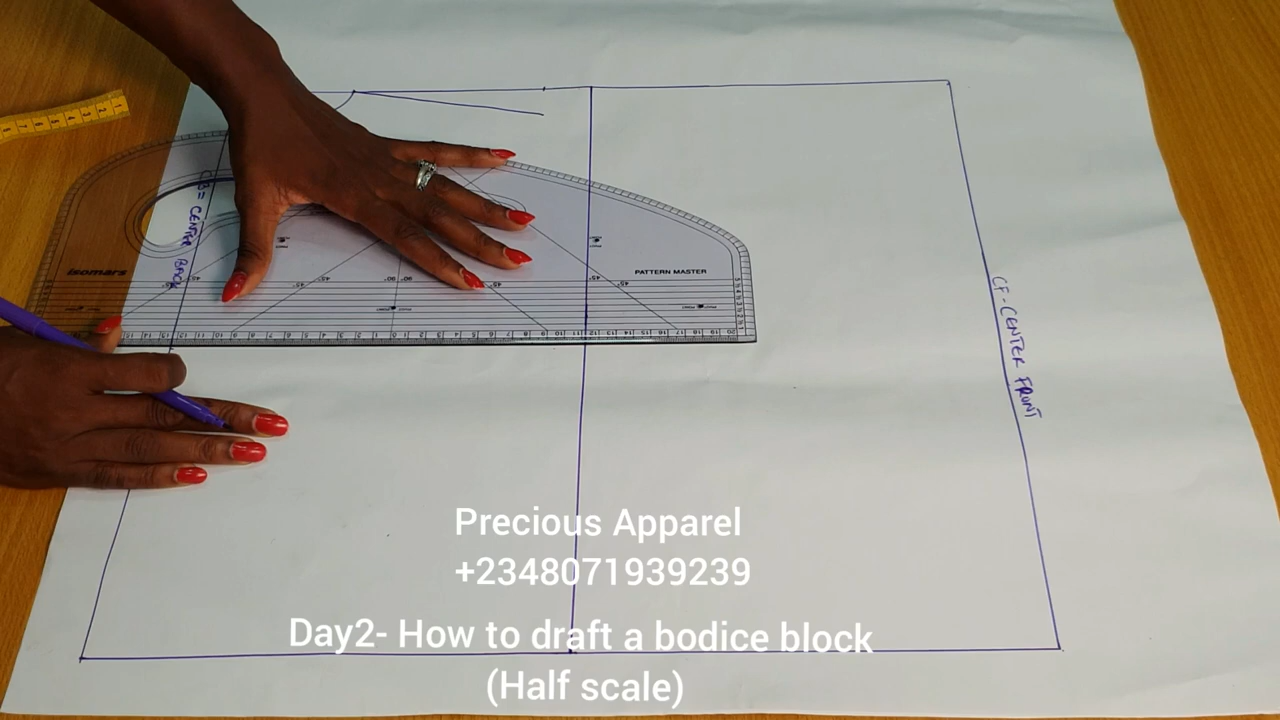 CB= CENTER BACK
isomars
PATTERN MASTER
CF-CENTER FRONT
Precious Apparel
+2348071939239
Day2- How to draft a bodice block
(Half scale)